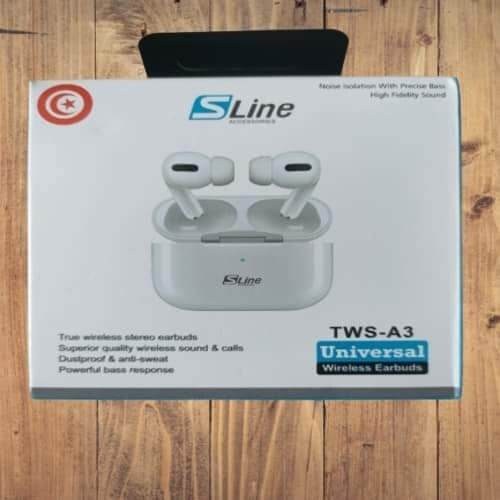 Noise Isolation With Precise Bass
High Fidelity Sound
SLine
ACCESSORIES
SLine
True wireless stereo earbuds
Superior quality wireless sound & calls
Dustproof & anti-sweat
Powerful bass response
TWS-A3
Universal
Wireless Earbuds